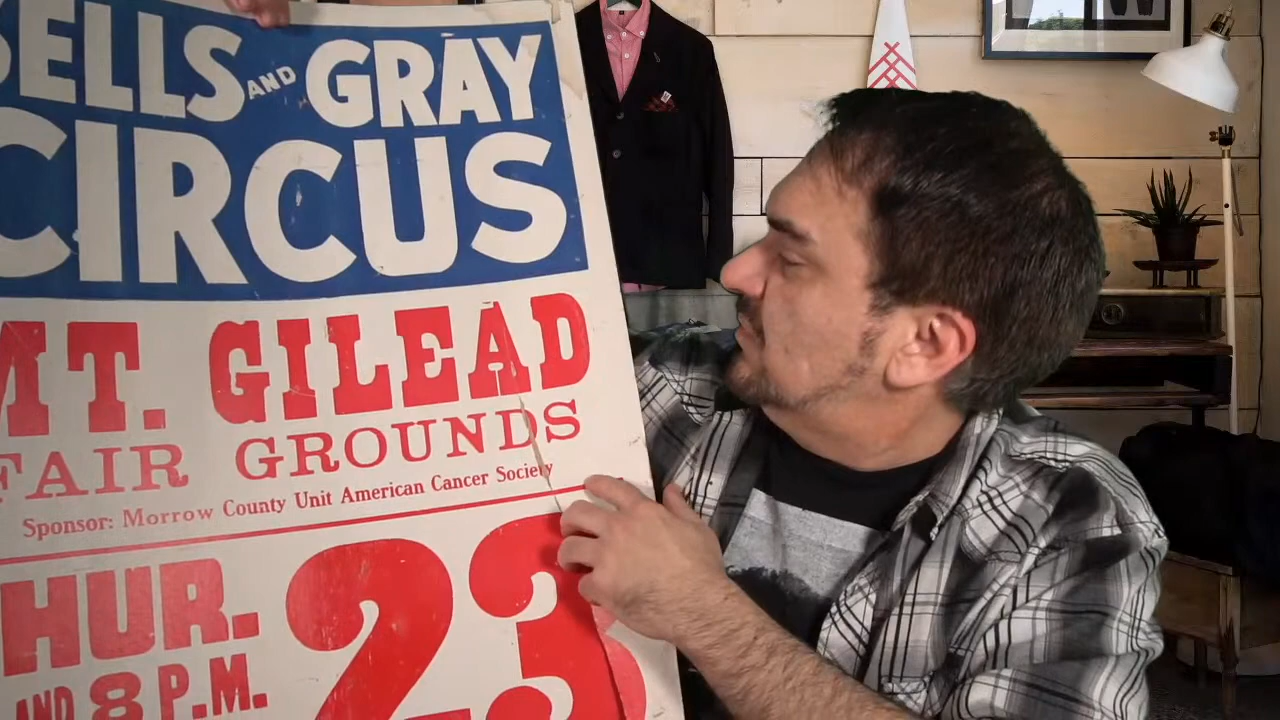 SELLS AND GRAY
CIRCUS
MT. GILEAD
FAIR GROUNDS
Sponsor: Morrow County Unit American Cancer Society
HUR. 23
AND 8 P.M.